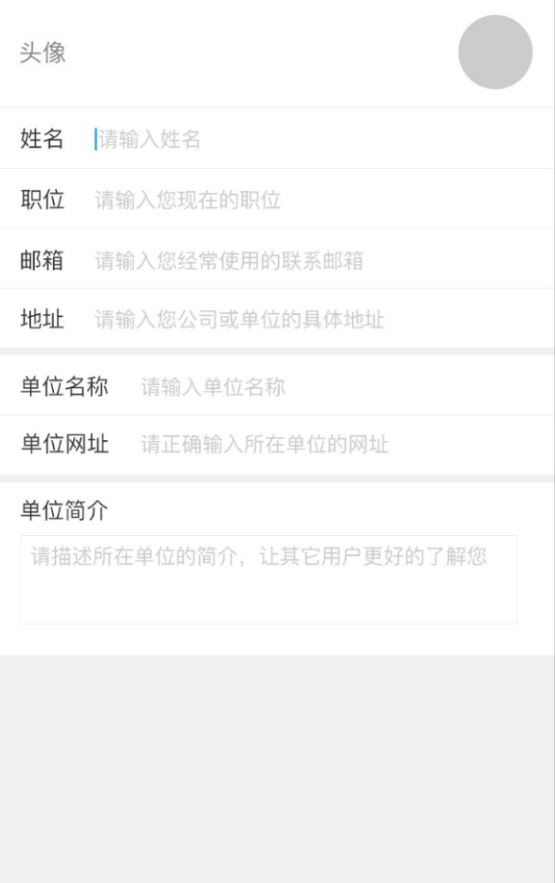 头像
姓名 请输入姓名
职位 请输入您现在的职位
邮箱 请输入您经常使用的联系邮箱
地址 请输入您公司或单位的具体地址
单位名称 请输入单位名称
单位网址 请正确输入所在单位的网址
单位简介
请描述所在单位的简介，让其它用户更好的了解您